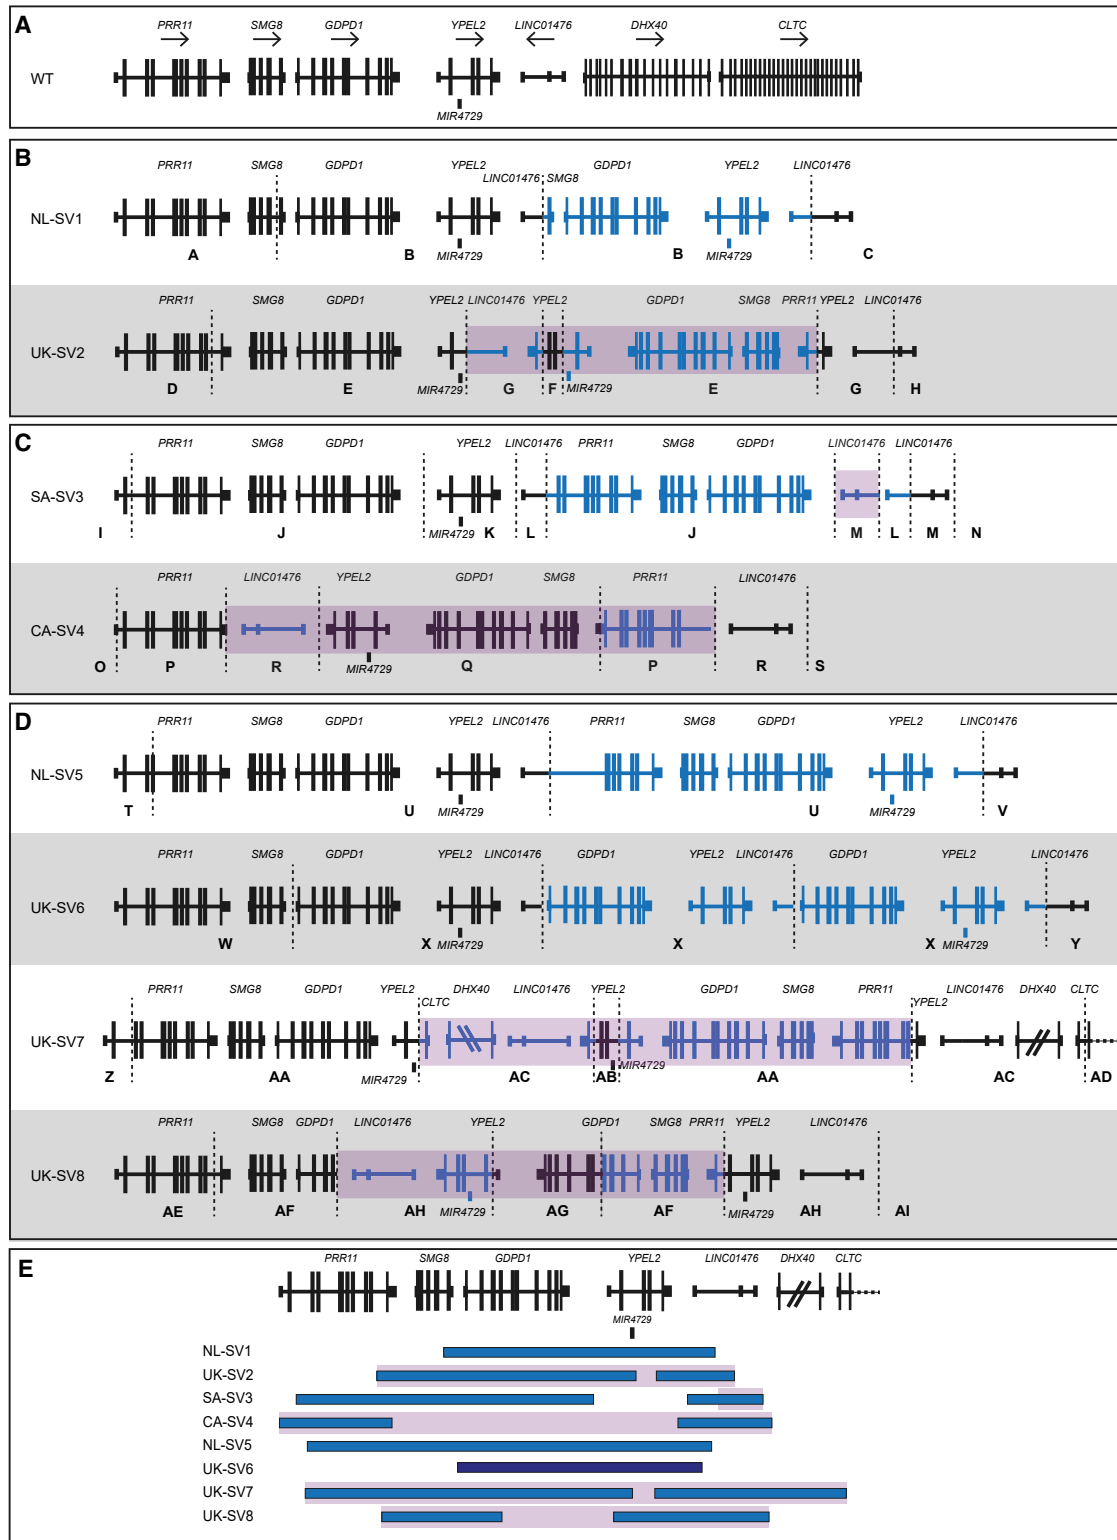 A
PRR11 SMG8 GDPD1 YPEL2 LINC01476 DHX40 CLTC
WT
MIR4729
B
PRR11 SMG8 GDPD1 YPEL2 LINC01476 SMG8 GDPD1 YPEL2 LINC01476
NL-SV1
A B MIR4729 B MIR4729 C
PRR11 SMG8 GDPD1 YPEL2 LINC01476 YPEL2 GDPD1 SMG8 PRR11 YPEL2 LINC01476
UK-SV2
D E MIR4729 G F MIR4729 E G H
C
PRR11 SMG8 GDPD1 YPEL2 LINC01476 PRR11 SMG8 GDPD1 LINC01476 LINC01476
SA-SV3
I J MIR4729 K L J M L M N
PRR11 LINC01476 YPEL2 GDPD1 SMG8 PRR11 LINC01476
CA-SV4
O P R MIR4729 Q P R S
D
PRR11 SMG8 GDPD1 YPEL2 LINC01476 PRR11 SMG8 GDPD1 YPEL2 LINC01476
NL-SV5
T U MIR4729 U MIR4729 V
PRR11 SMG8 GDPD1 YPEL2 LINC01476 GDPD1 YPEL2 LINC01476 GDPD1 YPEL2 LINC01476
UK-SV6
W X MIR4729 X X MIR4729 Y
PRR11 SMG8 GDPD1 YPEL2 CLTC DHX40 LINC01476 YPEL2 GDPD1 SMG8 PRR11 YPEL2 LINC01476 DHX40 CLTC
UK-SV7
Z AA MIR4729 AC AB MIR4729 AA AC AD
PRR11 SMG8 GDPD1 LINC01476 YPEL2 GDPD1 SMG8 PRR11 YPEL2 LINC01476
UK-SV8
AE AF AH MIR4729 AG AF MIR4729 AH AI
E
PRR11 SMG8 GDPD1 YPEL2 LINC01476 DHX40 CLTC
MIR4729
NL-SV1
UK-SV2
SA-SV3
CA-SV4
NL-SV5
UK-SV6
UK-SV7
UK-SV8